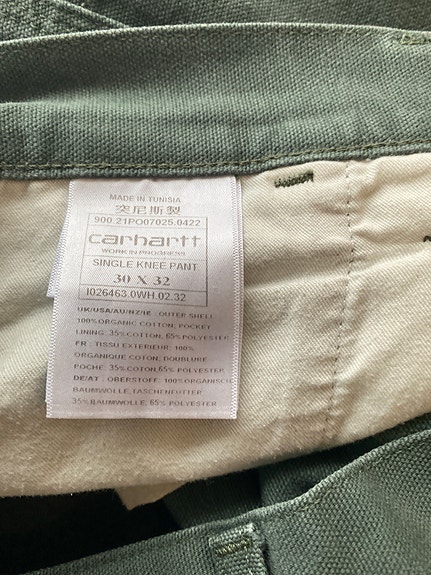 MADE IN TUNISIA
突尼斯製
900.21PO07025.0422
carhartt
WORK IN PROGRESS
SINGLE KNEE PANT
30 X 32
I026463.0WH.02.32
UK/USA/AU/NZ/IE : OUTER SHELL
100%ORGANIC COTTON, POCKET
LINING: 35%COTTON, 65% POLYESTER
FR : TISSU EXTERIEUR: 100%
ORGANIQUE COTON, DOUBLURE
POCHE: 35%COTON, 65% POLYESTER
DE/AT : OBERSTOFF: 100%ORGANISCH
BAUMWOLLE, TASCHENFUTTER
35%BAUMWOLLE, 65% POLYESTER